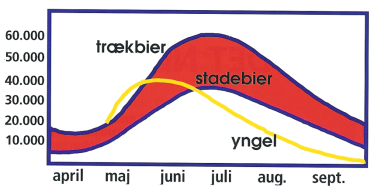 60.000
50.000
40.000
30.000
20.000
10.000
trækbier
stadebier
yngel
april maj juni juli aug. sept.